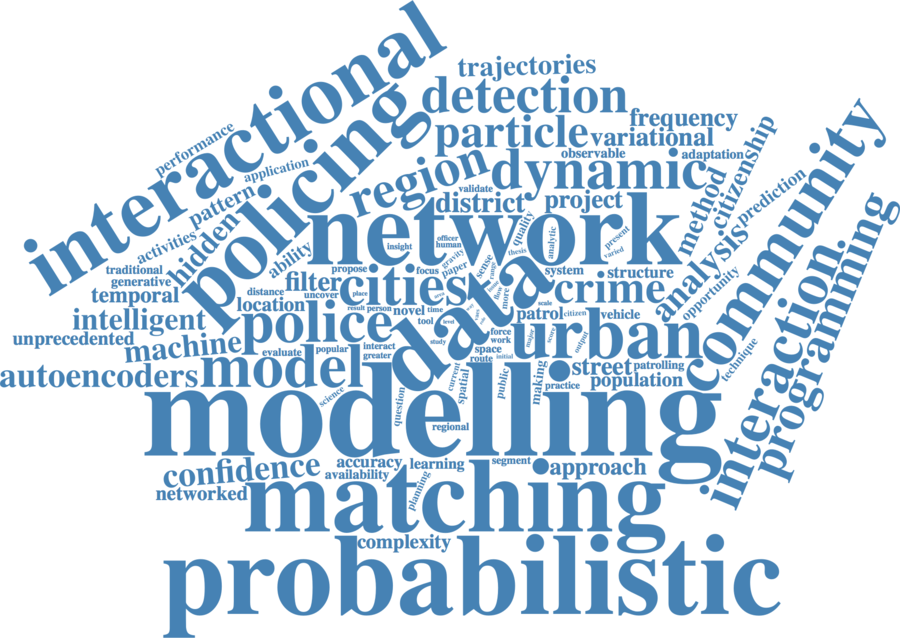 interactional
trajectories
detection
performance
application
policing
particle
frequency
variational
observable
adaptation
citizenship
community
pattern
region
dynamic
validate
district
project
method
prediction
activities
hidden
network
quality
analytic
present
varied
analysis
programming
traditional
generative
ability
insight
officer
human
gravity
paper
sense
thesis
temporal
distance
propose
focus
system
structure
opportunity
filter
cities
data
crime
uncover
place
location
result
person
novel
time
more
scale
patrol
citizen
vehicle
interaction.
intelligent
police
tool
level
force
work
urban
unprecedented
machine
evaluate
popular
interact
greater
study
space
route
initial
major
score
output
street
patrolling
technique
autoencoders
model
science
question
current
spatial
public
making
practice
population
modelling
regional
confidence
accuracy
learning
segment
approach
availability
networked
planning
matching
complexity
probabilistic